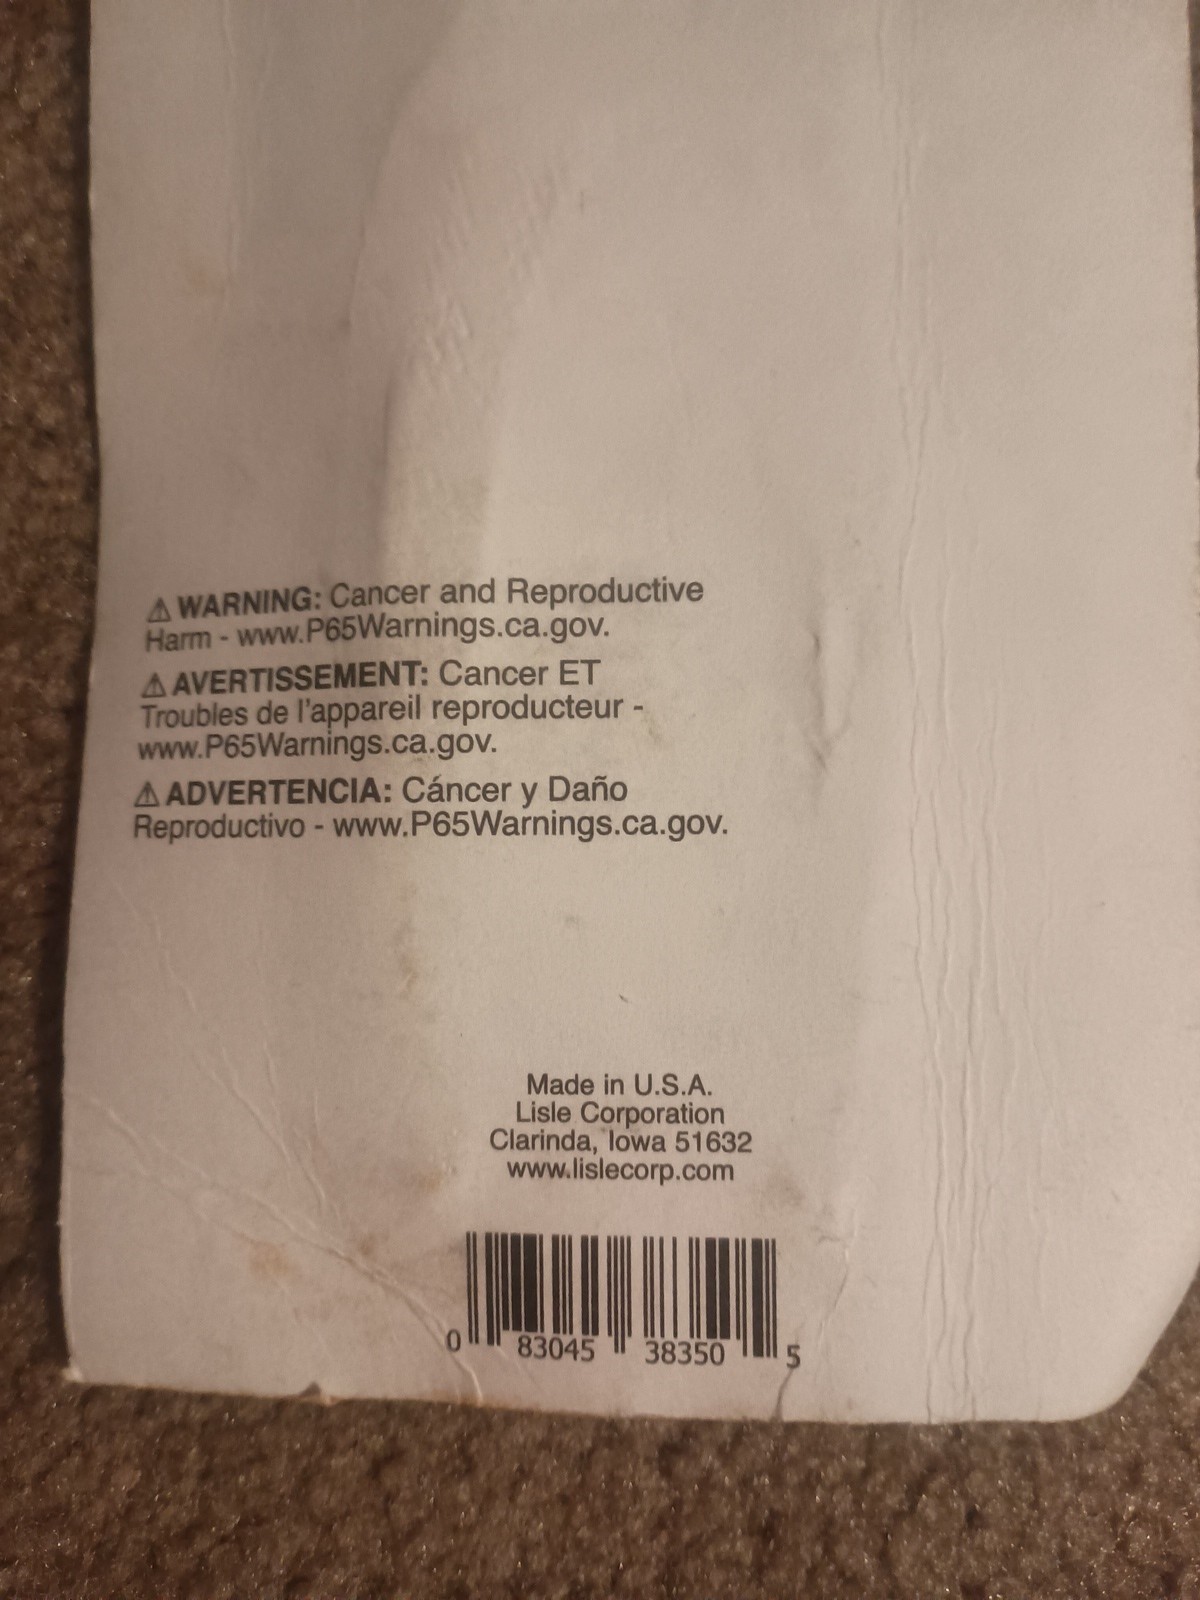 ⚠ WARNING: Cancer and Reproductive
Harm - www.P65Warnings.ca.gov.
⚠ AVERTISSEMENT: Cancer ET
Troubles de l'appareil reproducteur -
www.P65Warnings.ca.gov.
⚠ ADVERTENCIA: Cáncer y Daño
Reproductivo - www.P65Warnings.ca.gov.
Made in U.S.A.
Lisle Corporation
Clarinda, Iowa 51632
www.lislecorp.com
0 83045 38350 5